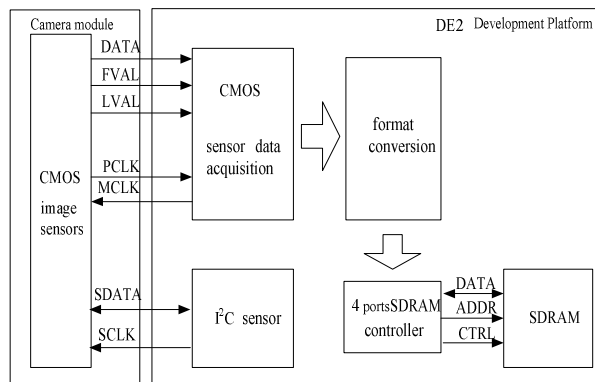 Camera module
DE2 Development Platform
DATA
FVAL
LVAL
PCLK
MCLK
CMOS
image
sensors
CMOS
sensor data
acquisition
format
conversion
SDATA
SCLK
I²C sensor
4 portsSDRAM
controller
DATA
ADDR
CTRL
SDRAM